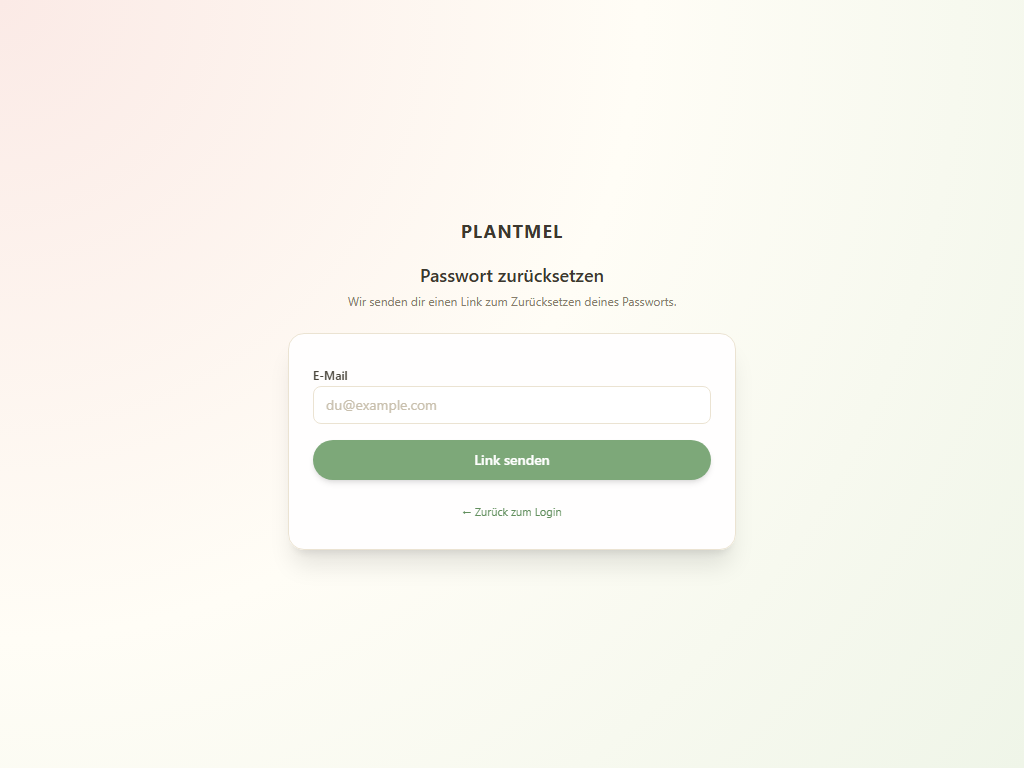 PLANTMEL
Passwort zurücksetzen
Wir senden dir einen Link zum Zurücksetzen deines Passworts.
E-Mail
du@example.com
Link senden
← Zurück zum Login